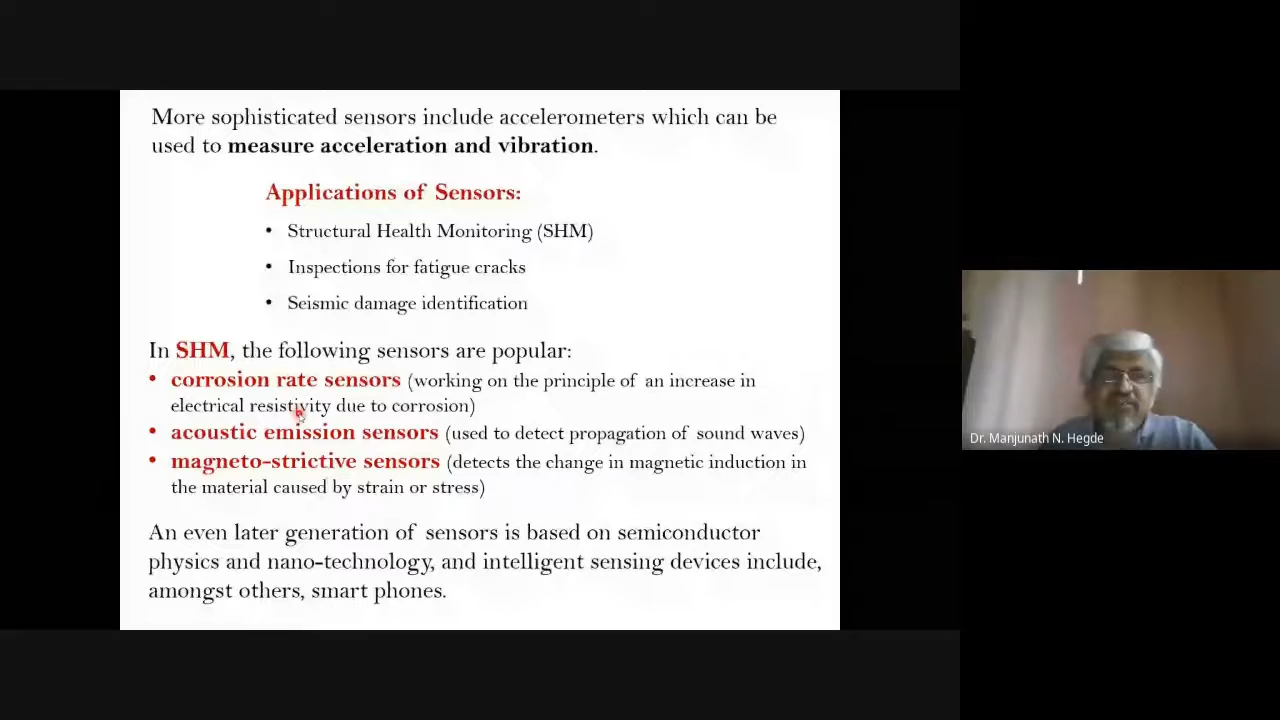 More sophisticated sensors include accelerometers which can be
used to measure acceleration and vibration.
Applications of Sensors:
• Structural Health Monitoring (SHM)
• Inspections for fatigue cracks
• Seismic damage identification
In SHM, the following sensors are popular:
• corrosion rate sensors (working on the principle of an increase in
electrical resistivity due to corrosion)
• acoustic emission sensors (used to detect propagation of sound waves)
• magneto-strictive sensors (detects the change in magnetic induction in
the material caused by strain or stress)
An even later generation of sensors is based on semiconductor
physics and nano-technology, and intelligent sensing devices include,
amongst others, smart phones.
Dr. Manjunath N. Hegde